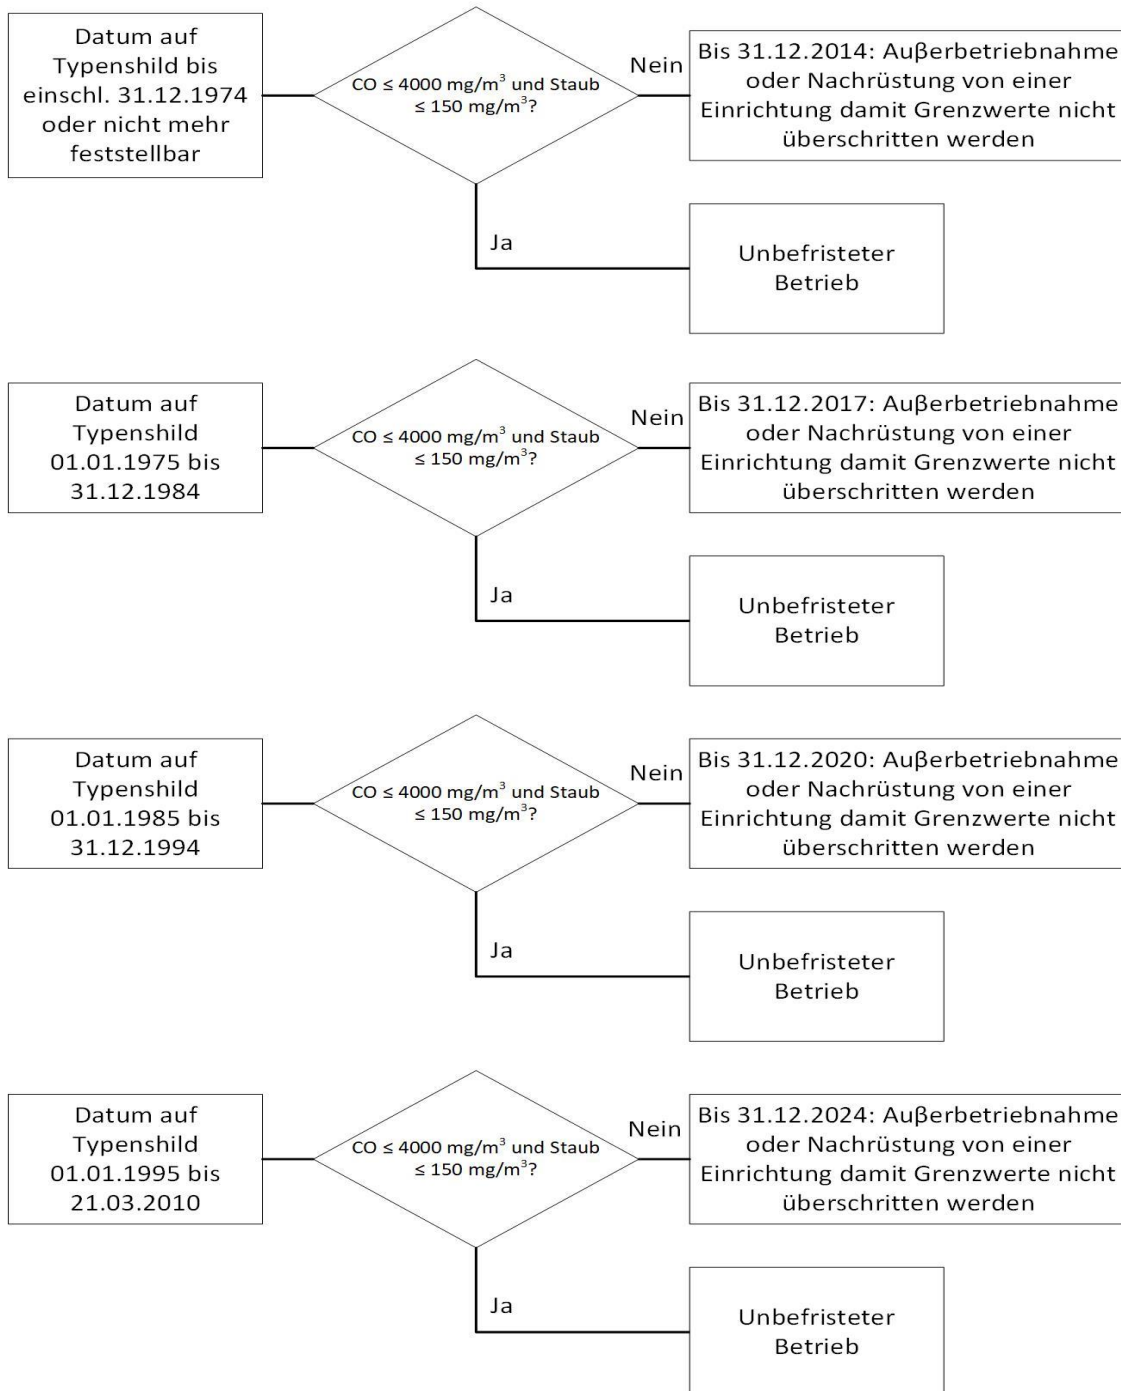 Datum auf
Typenshild bis
einschl. 31.12.1974
oder nicht mehr
feststellbar
CO ≤ 4000 mg/m³ und Staub
≤ 150 mg/m³?
Nein
Bis 31.12.2014: Auβerbetriebnahme
oder Nachrüstung von einer
Einrichtung damit Grenzwerte nicht
überschritten werden
Ja
Unbefristeter
Betrieb
Datum auf
Typenshild
01.01.1975 bis
31.12.1984
CO ≤ 4000 mg/m³ und Staub
≤ 150 mg/m³?
Nein
Bis 31.12.2017: Auβerbetriebnahme
oder Nachrüstung von einer
Einrichtung damit Grenzwerte nicht
überschritten werden
Ja
Unbefristeter
Betrieb
Datum auf
Typenshild
01.01.1985 bis
31.12.1994
CO ≤ 4000 mg/m³ und Staub
≤ 150 mg/m³?
Nein
Bis 31.12.2020: Auβerbetriebnahme
oder Nachrüstung von einer
Einrichtung damit Grenzwerte nicht
überschritten werden
Ja
Unbefristeter
Betrieb
Datum auf
Typenshild
01.01.1995 bis
21.03.2010
CO ≤ 4000 mg/m³ und Staub
≤ 150 mg/m³?
Nein
Bis 31.12.2024: Auβerbetriebnahme
oder Nachrüstung von einer
Einrichtung damit Grenzwerte nicht
überschritten werden
Ja
Unbefristeter
Betrieb